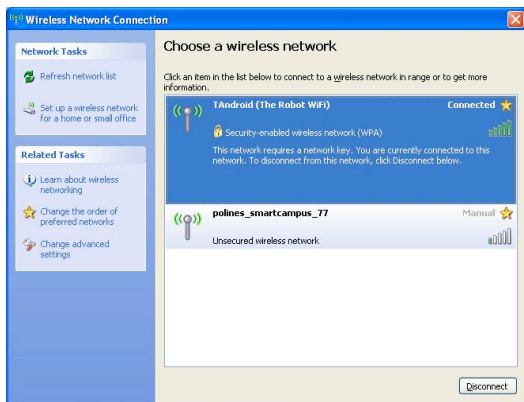 Wireless Network Connection
Network Tasks
Refresh network list
Set up a wireless network
for a home or small office
Related Tasks
Learn about wireless
networking
Change the order of
preferred networks
Change advanced
settings
Choose a wireless network
Click an item in the list below to connect to a wireless network in range or to get more
information.
TAndroid (The Robot WiFi) Connected
Security-enabled wireless network (WPA)
This network requires a network key. You are currently connected to this
network. To disconnect from this network, click Disconnect below.
polines_smartcampus_77 Manual
Unsecured wireless network
Disconnect